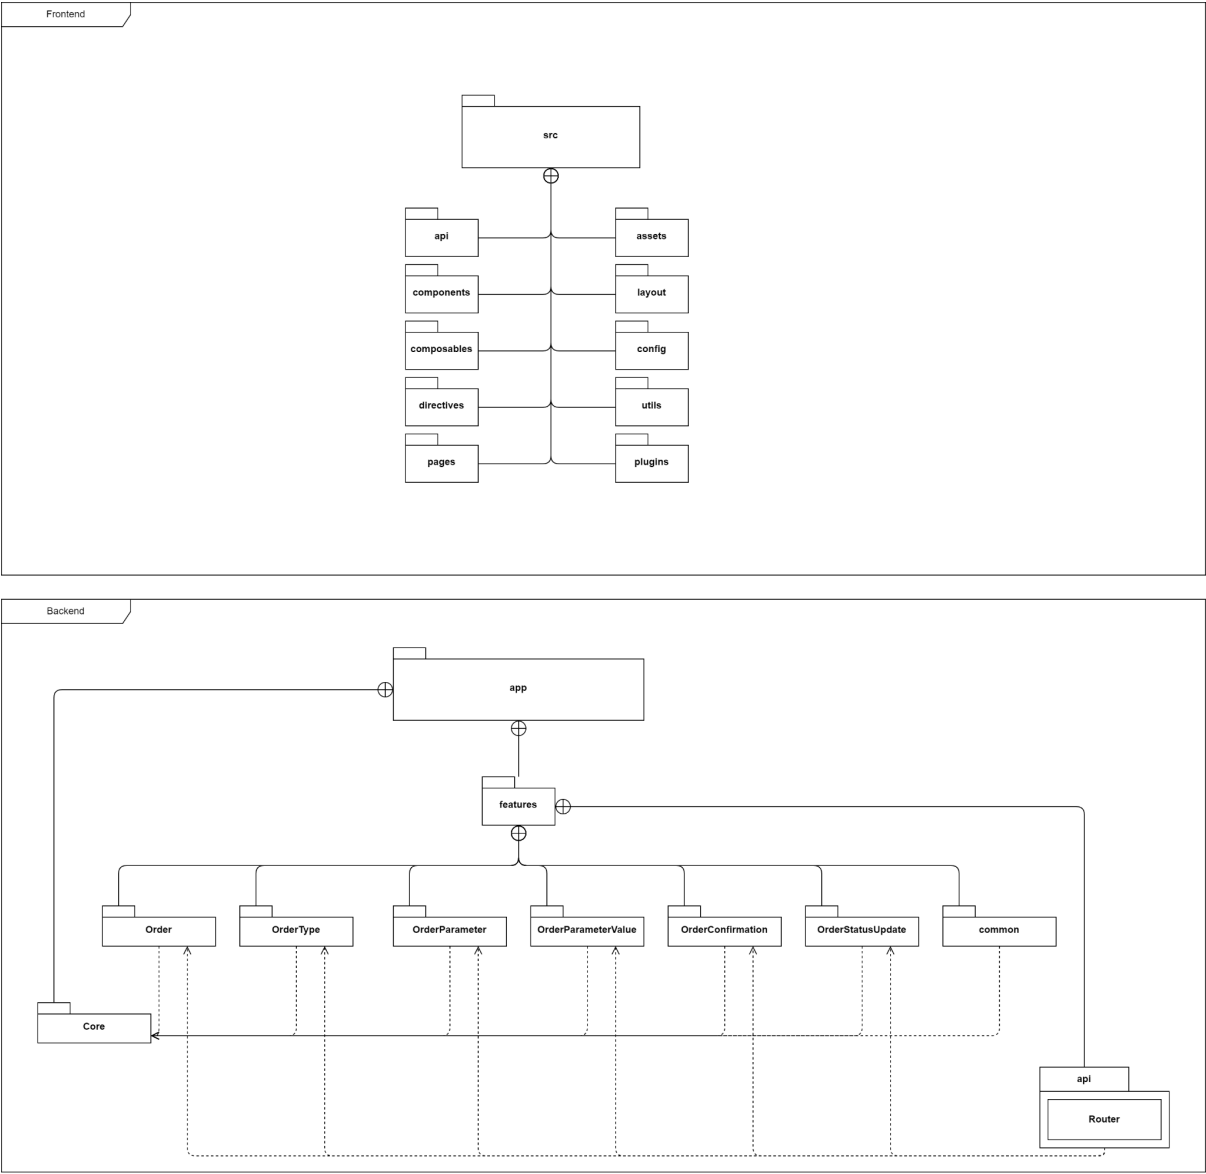 Frontend
src
api
assets
components
layout
composables
config
directives
utils
pages
plugins
Backend
app
features
Order
OrderType
OrderParameter
OrderParameterValue
OrderConfirmation
OrderStatusUpdate
common
Core
api
Router